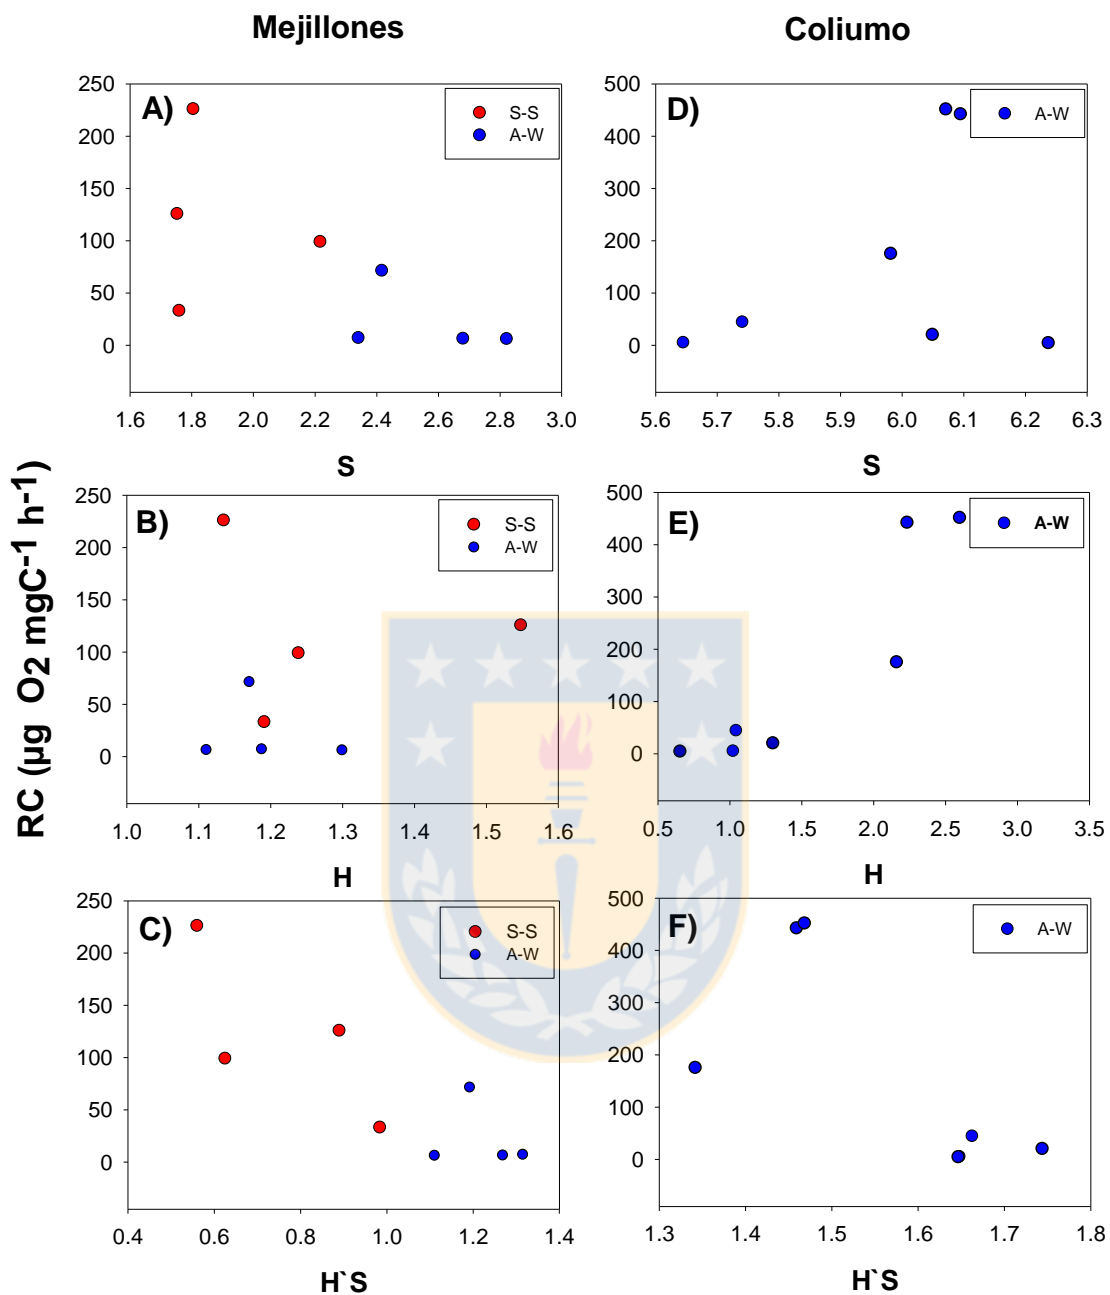 Mejillones
Coliumo
RC (µg O2 mgC-1 h-1)
A)
S-S
A-W
250
200
150
100
50
0
1.6 1.8 2.0 2.2 2.4 2.6 2.8 3.0
S
D)
A-W
500
400
300
200
100
0
5.6 5.7 5.8 5.9 6.0 6.1 6.2 6.3
S
B)
S-S
A-W
250
200
150
100
50
0
1.0 1.1 1.2 1.3 1.4 1.5 1.6
H
E)
A-W
500
400
300
200
100
0
0.5 1.0 1.5 2.0 2.5 3.0 3.5
H
C)
S-S
A-W
250
200
150
100
50
0
0.4 0.6 0.8 1.0 1.2 1.4
H`S
F)
A-W
500
400
300
200
100
0
1.3 1.4 1.5 1.6 1.7 1.8
H`S